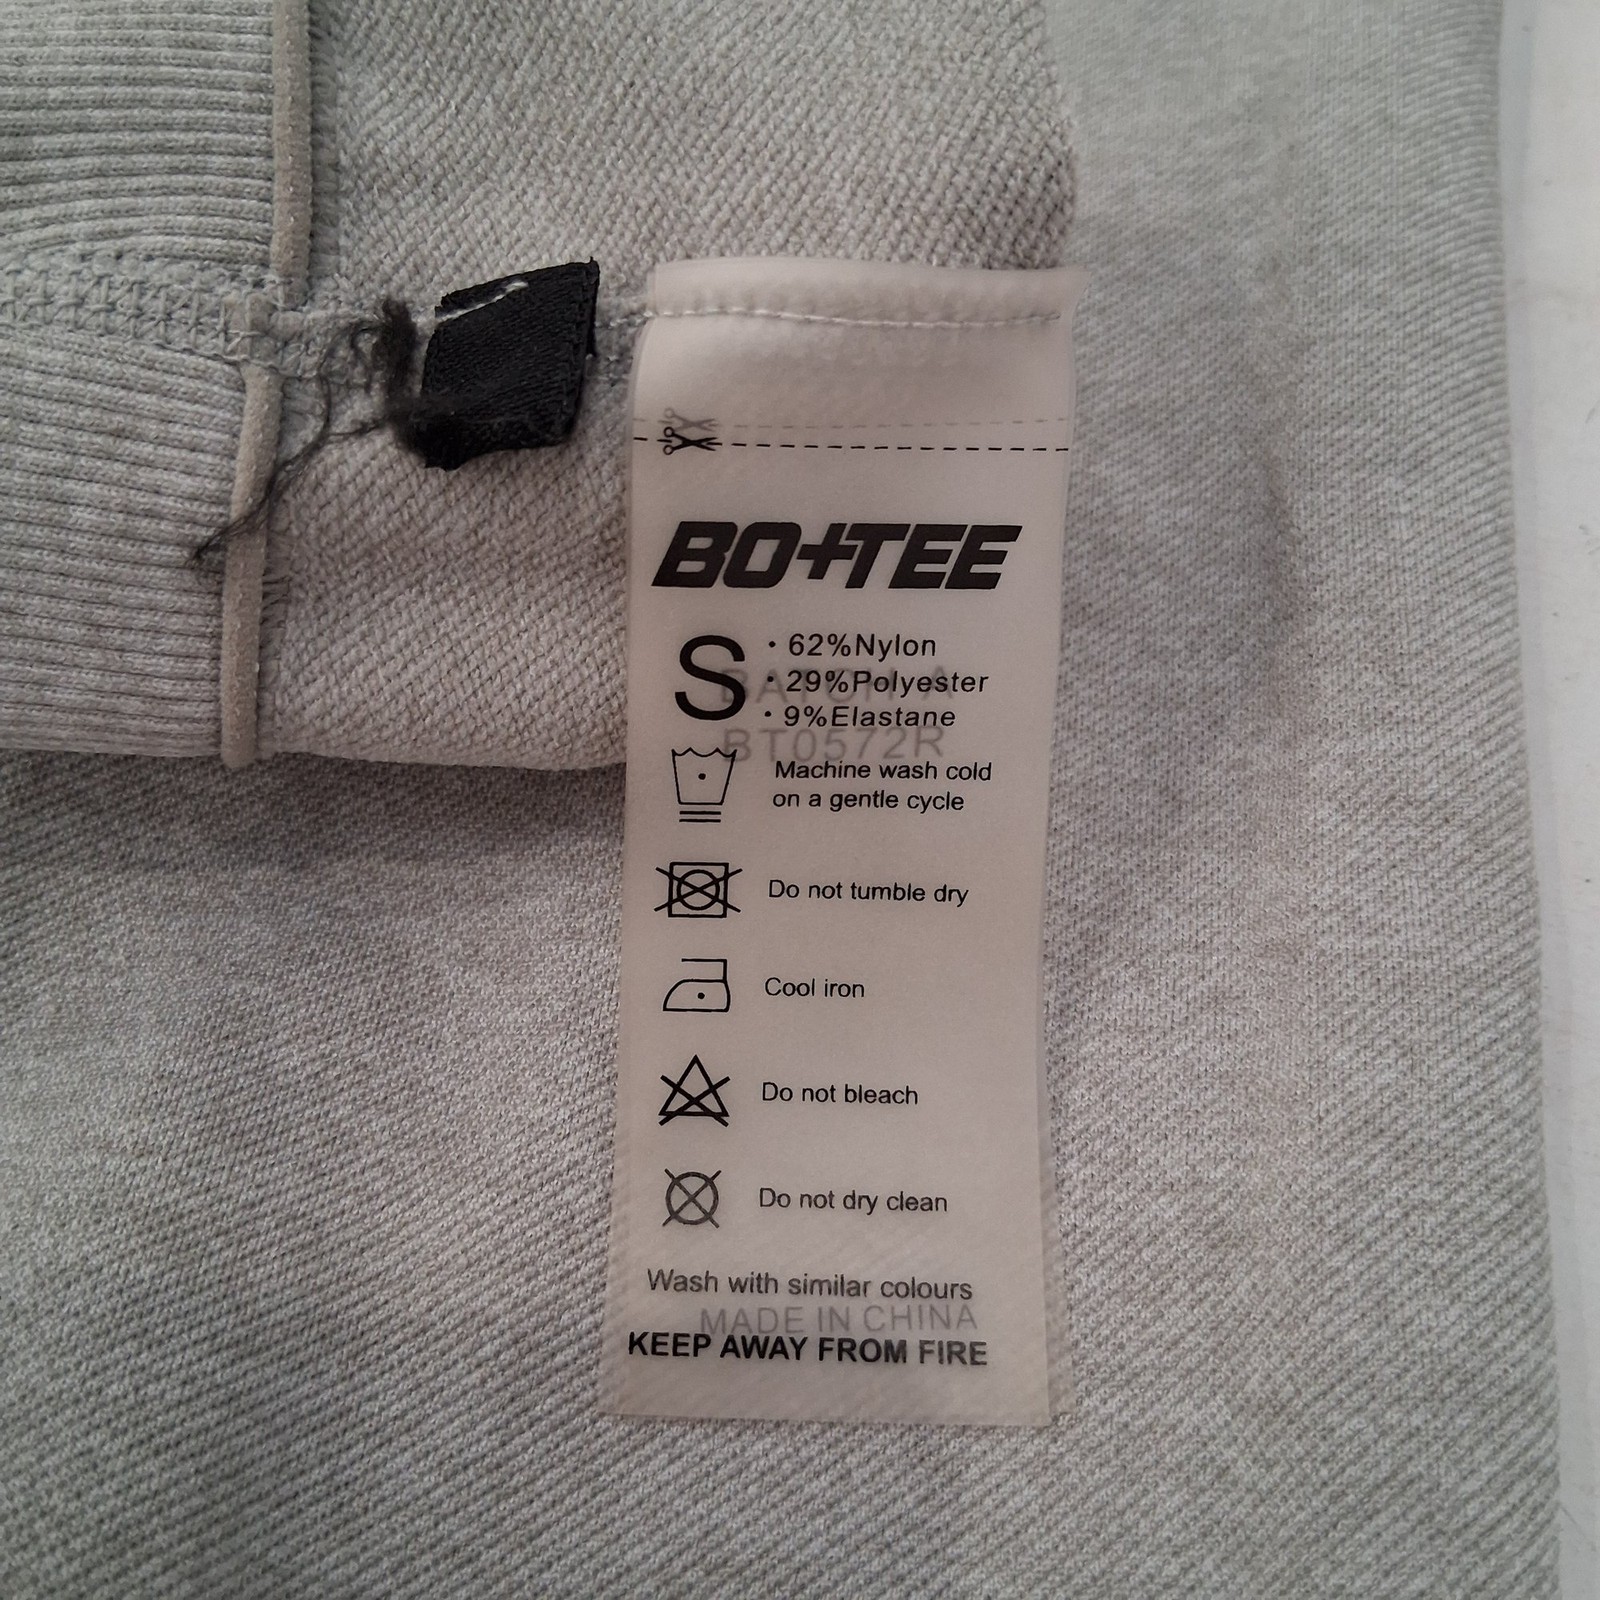 BO+TEE
S
· 62%Nylon
· 29%Polyester
· 9%Elastane
BATCH A
BT0572R
Machine wash cold
on a gentle cycle
Do not tumble dry
Cool iron
Do not bleach
Do not dry clean
Wash with similar colours
MADE IN CHINA
KEEP AWAY FROM FIRE